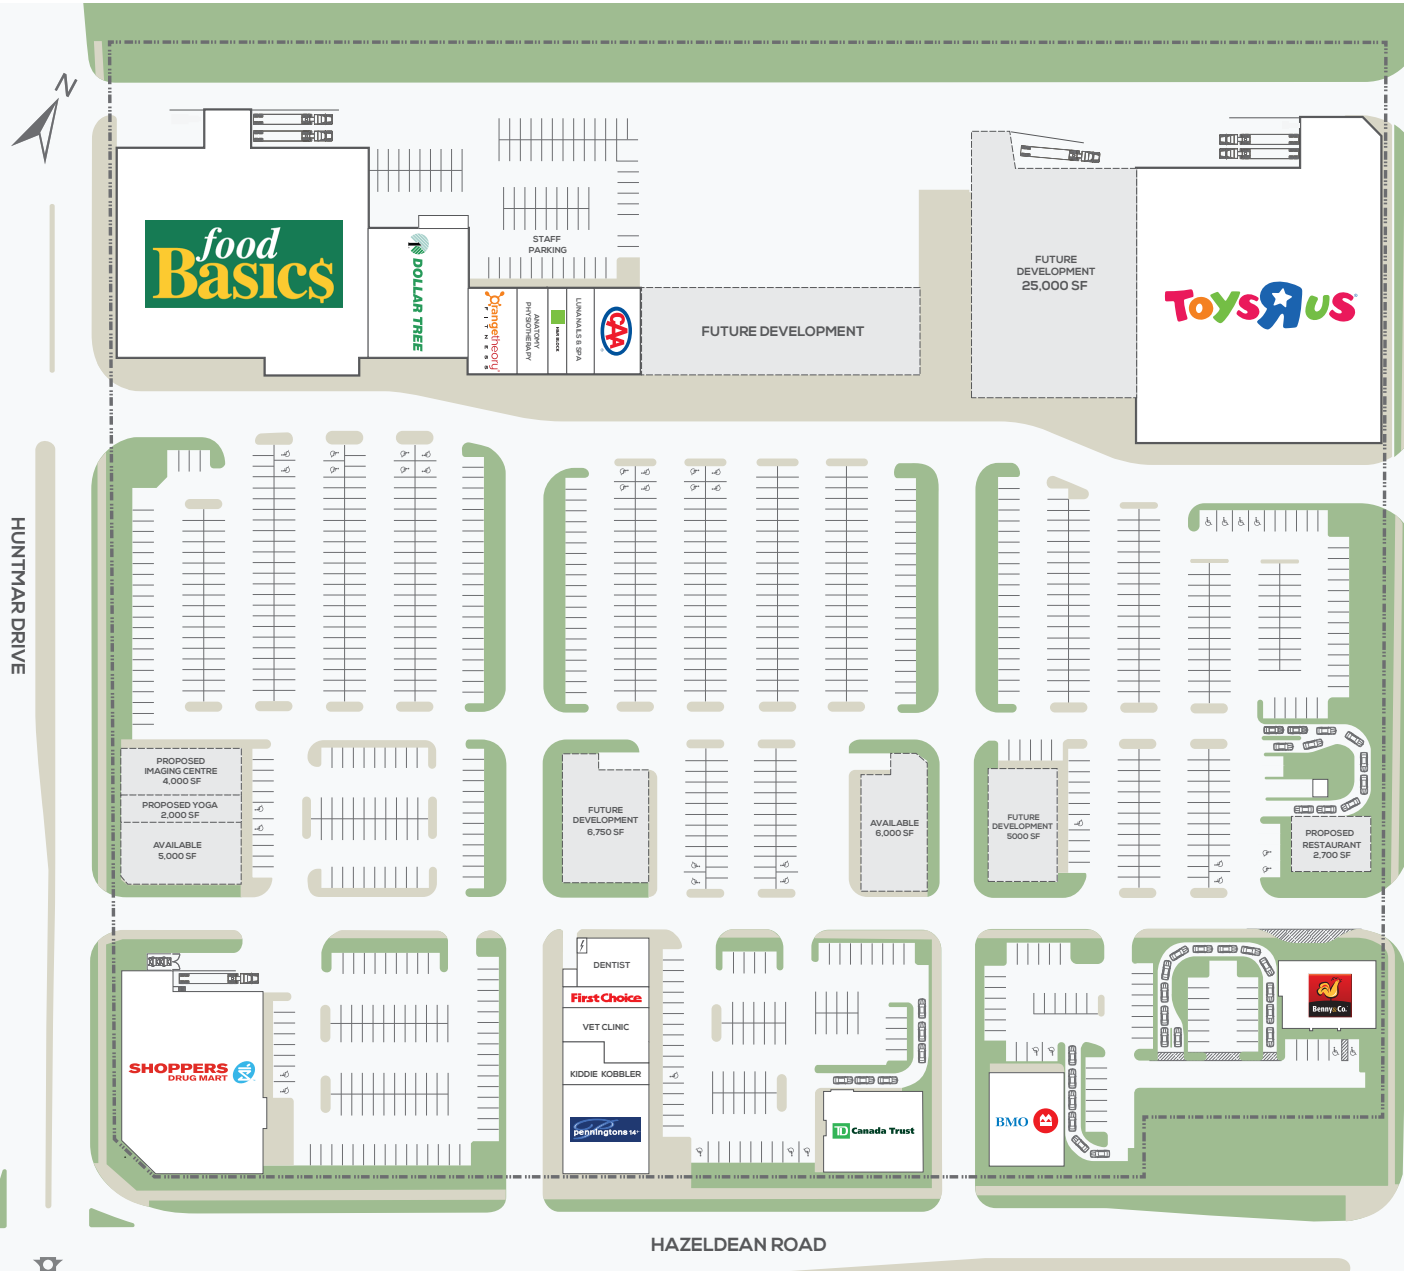 N
food
Basics
DOLLAR TREE
STAFF
PARKING
Orangetheory
FITNESS
ANATOMY
PHYSIOTHERAPY
H&R BLOCK
LUNA NAILS & SPA
CAA
FUTURE DEVELOPMENT
FUTURE
DEVELOPMENT
25,000 SF
TOYSRUS
HUNTMAR DRIVE
PROPOSED
IMAGING CENTRE
4,000 SF
PROPOSED YOGA
2,000 SF
AVAILABLE
5,000 SF
FUTURE
DEVELOPMENT
6,750 SF
AVAILABLE
6,000 SF
FUTURE
DEVELOPMENT
5000 SF
PROPOSED
RESTAURANT
2,700 SF
SHOPPERS
DRUG MART
DENTIST
First Choice
VET CLINIC
KIDDIE KOBBLER
penningtons 14+
TD Canada Trust
BMO
Benny&Co.
HAZELDEAN ROAD